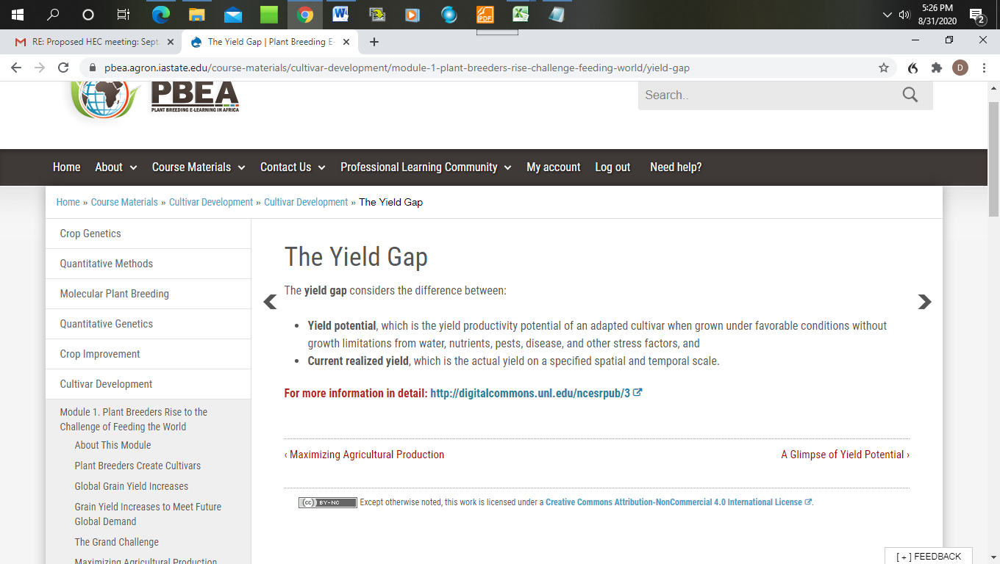 5:26 PM
8/31/2020
2
RE: Proposed HEC meeting: Sept
The Yield Gap | Plant Breeding E-
pbea.agron.iastate.edu/course-materials/cultivar-development/module-1-plant-breeders-rise-challenge-feeding-world/yield-gap
D
PBEA
PLANT BREEDING E-LEARNING IN AFRICA
Search..
Home About Course Materials Contact Us Professional Learning Community My account Log out Need help?
Home » Course Materials » Cultivar Development » Cultivar Development » The Yield Gap
Crop Genetics
Quantitative Methods
Molecular Plant Breeding
Quantitative Genetics
Crop Improvement
Cultivar Development
Module 1. Plant Breeders Rise to the
Challenge of Feeding the World
About This Module
Plant Breeders Create Cultivars
Global Grain Yield Increases
Grain Yield Increases to Meet Future
Global Demand
The Grand Challenge
Maximizing Agricultural Production
The Yield Gap
The yield gap considers the difference between:
• Yield potential, which is the yield productivity potential of an adapted cultivar when grown under favorable conditions without
growth limitations from water, nutrients, pests, disease, and other stress factors, and
• Current realized yield, which is the actual yield on a specified spatial and temporal scale.
For more information in detail: http://digitalcommons.unl.edu/ncesrpub/3
‹ Maximizing Agricultural Production
A Glimpse of Yield Potential ›
(cc) BY-NC Except otherwise noted, this work is licensed under a Creative Commons Attribution-NonCommercial 4.0 International License.
[ + ] FEEDBACK